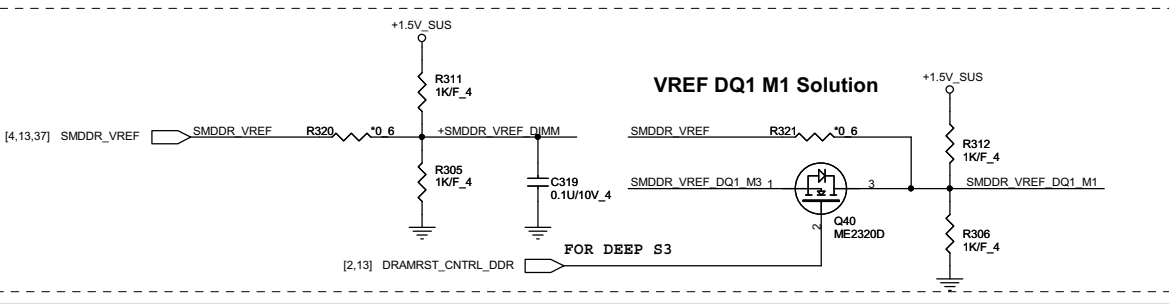 +1.5V_SUS
R311
1K/F_4
VREF DQ1 M1 Solution
+1.5V_SUS
[4,13,37] SMDDR_VREF
SMDDR_VREF
R320
*0_6
+SMDDR_VREF_DIMM
SMDDR_VREF
R321
*0_6
R312
1K/F_4
R305
1K/F_4
C319
0.1U/10V_4
SMDDR_VREF_DQ1_M3
1
3
SMDDR_VREF_DQ1_M1
2
Q40
ME2320D
R306
1K/F_4
FOR DEEP S3
[2,13] DRAMRST_CNTRL_DDR